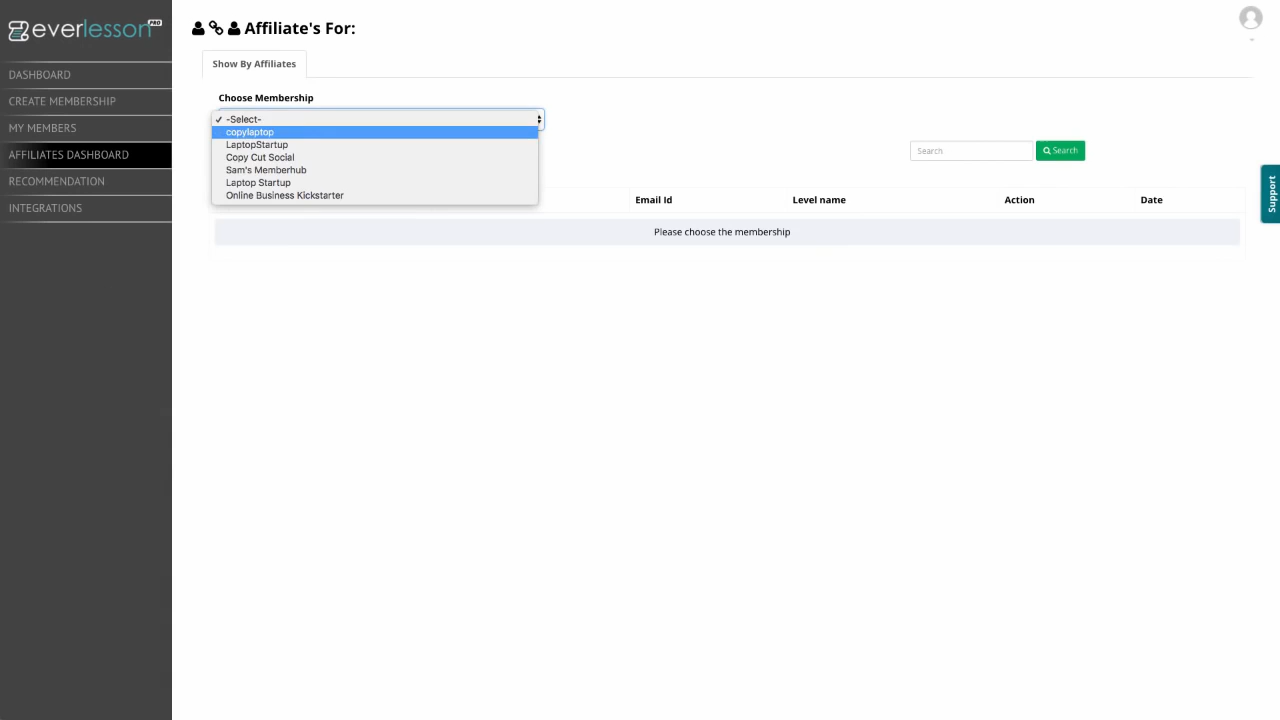 everlesson PRO
DASHBOARD
CREATE MEMBERSHIP
MY MEMBERS
AFFILIATES DASHBOARD
RECOMMENDATION
INTEGRATIONS
Affiliate's For:
Show By Affiliates
Choose Membership
✓ -Select-
copylaptop
LaptopStartup
Copy Cut Social
Sam's Memberhub
Laptop Startup
Online Business Kickstarter
Search Search
Email Id Level name Action Date
Please choose the membership
Support